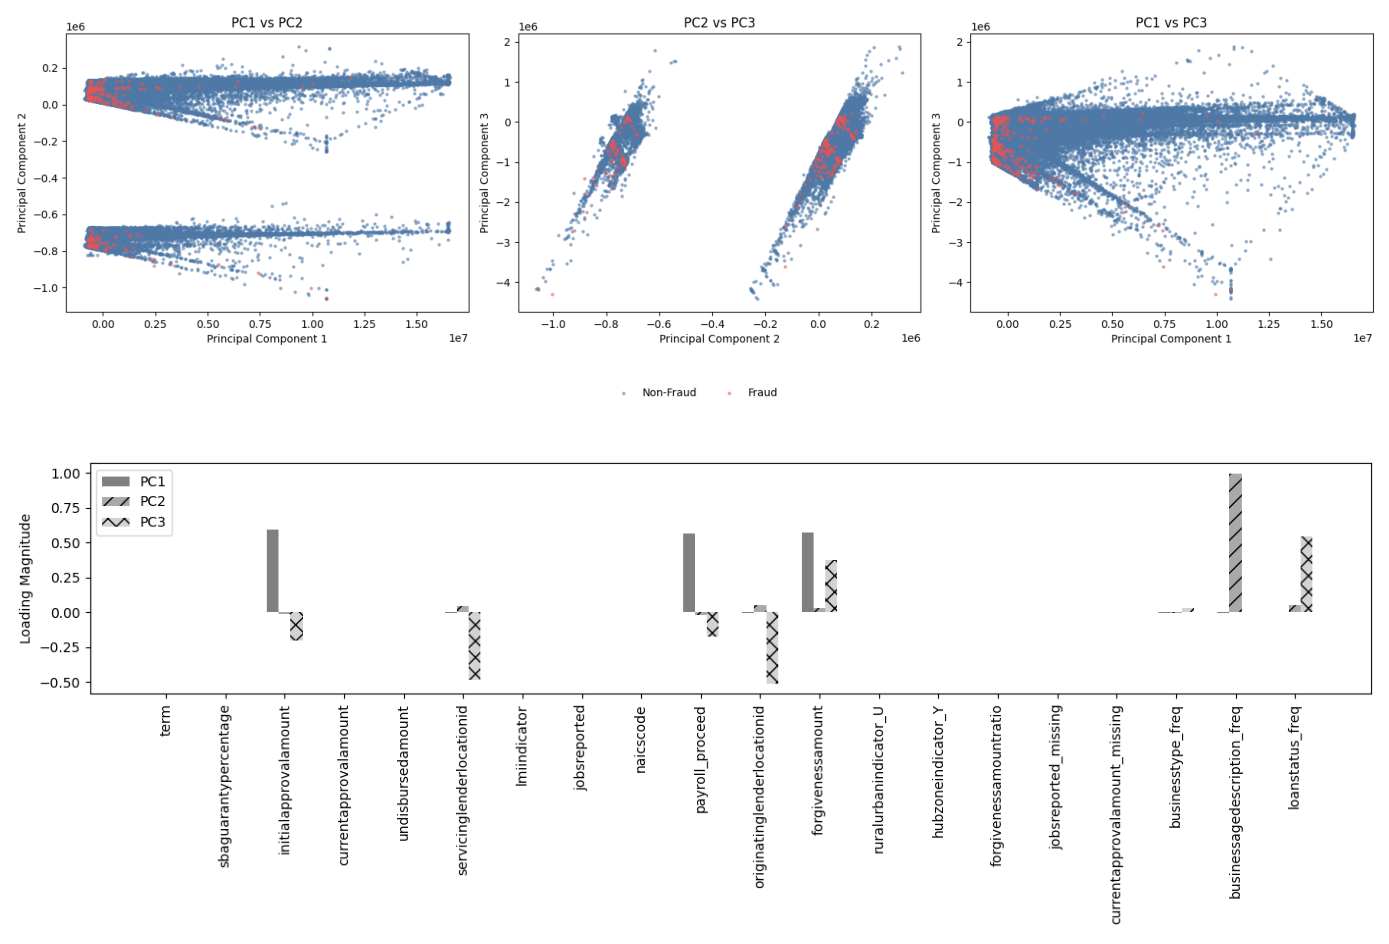 PC1 vs PC2
1e6
0.2
0.0
−0.2
−0.4
−0.6
−0.8
−1.0
Principal Component 2
0.00 0.25 0.50 0.75 1.00 1.25 1.50
Principal Component 1
1e7
PC2 vs PC3
1e6
2
1
0
−1
−2
−3
−4
Principal Component 3
−1.0 −0.8 −0.6 −0.4 −0.2 0.0 0.2
Principal Component 2
1e6
PC1 vs PC3
1e6
2
1
0
−1
−2
−3
−4
Principal Component 3
0.00 0.25 0.50 0.75 1.00 1.25 1.50
Principal Component 1
1e7
Non-Fraud Fraud
PC1
PC2
PC3
1.00
0.75
0.50
0.25
0.00
−0.25
−0.50
Loading Magnitude
term
sbaguarantypercentage
initialapprovalamount
currentapprovalamount
undisbursedamount
servicinglenderlocationid
lmiindicator
jobsreported
naicscode
payroll_proceed
originatinglenderlocationid
forgivenessamount
ruralurbanindicator_U
hubzoneindicator_Y
forgivenessamountratio
jobsreported_missing
currentapprovalamount_missing
businesstype_freq
businessagedescription_freq
loanstatus_freq